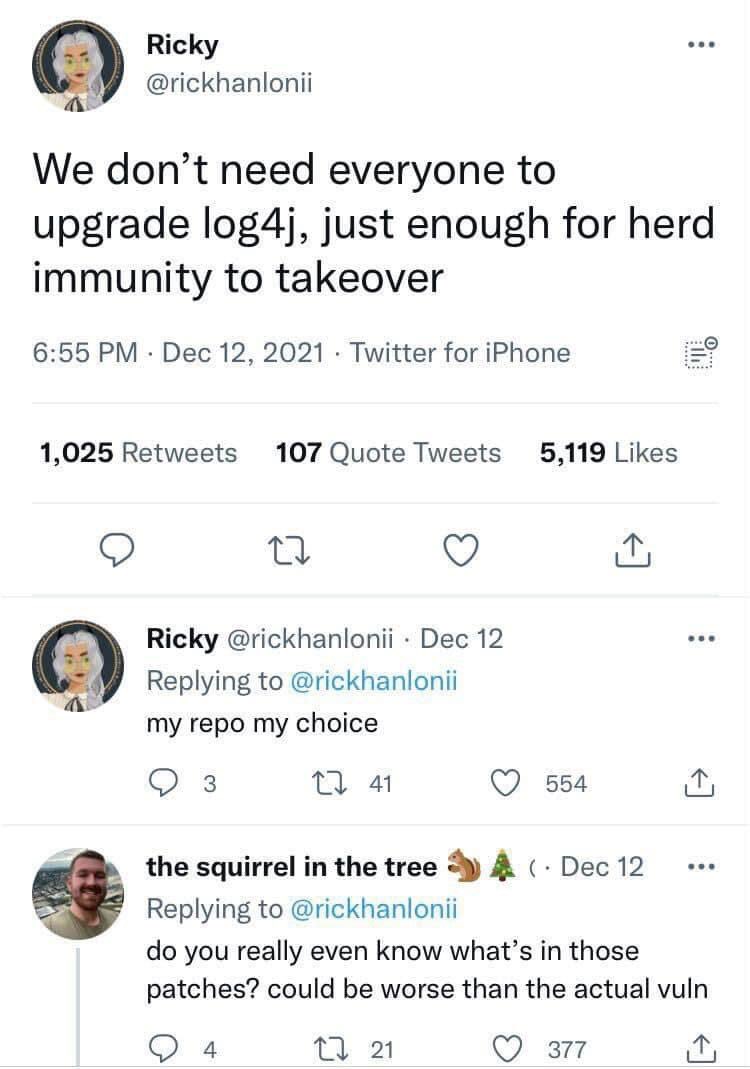 Ricky
@rickhanlonii
We don’t need everyone to
upgrade log4j, just enough for herd
immunity to takeover
6:55 PM · Dec 12, 2021 · Twitter for iPhone
1,025 Retweets 107 Quote Tweets 5,119 Likes
Ricky @rickhanlonii · Dec 12
Replying to @rickhanlonii
my repo my choice
3 41 554
the squirrel in the tree 🐿️🎄 ( · Dec 12
Replying to @rickhanlonii
do you really even know what’s in those
patches? could be worse than the actual vuln
4 21 377